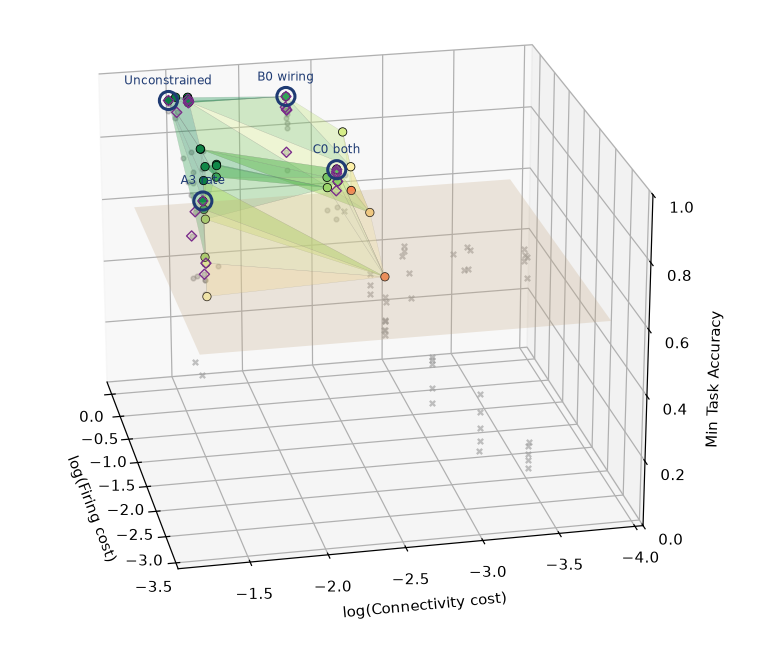 Unconstrained
B0 wiring
C0 both
A3 rate
1.0
0.8
0.6
0.4
0.2
0.0
Min Task Accuracy
0.0
−0.5
−1.0
−1.5
−2.0
−2.5
−3.0
−3.5
log(Firing cost)
−1.5
−2.0
−2.5
−3.0
−3.5
−4.0
log(Connectivity cost)